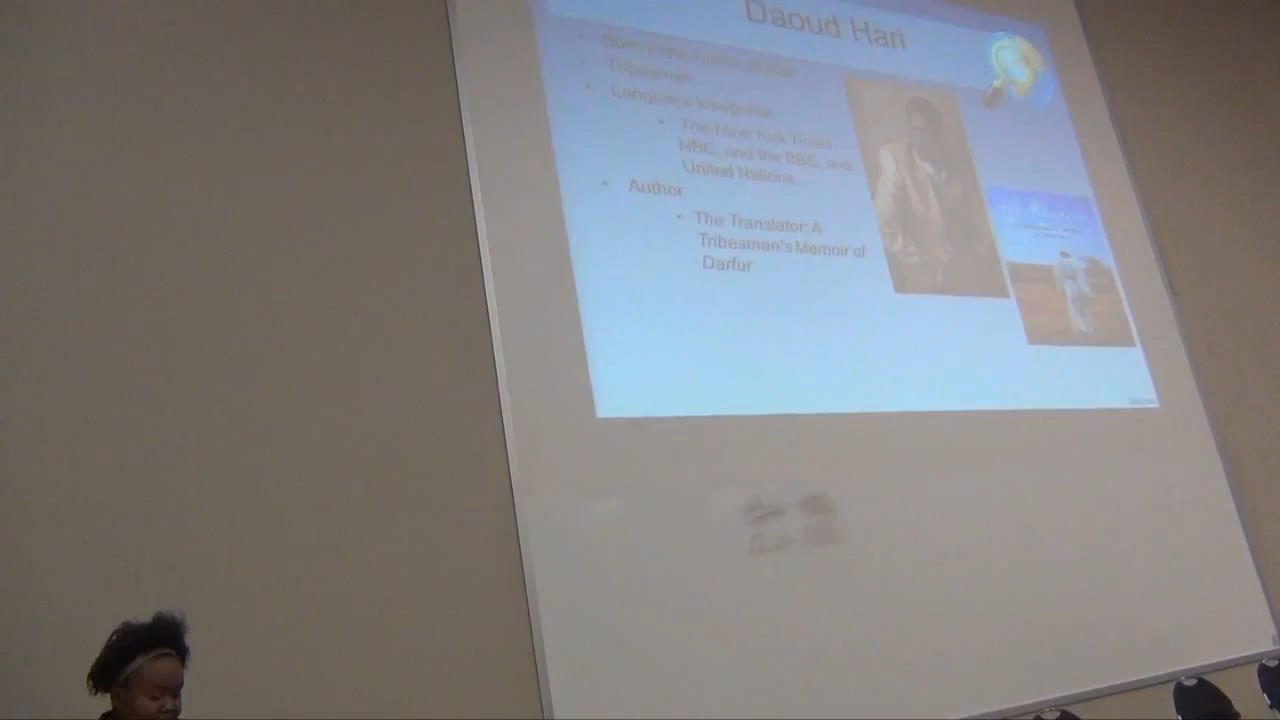 Daoud Hari
• Tribesman
• Language Interpreter
• The New York Times,
NBC, and the BBC, and
United Nations
• Author
• The Translator: A
Tribesman's Memoir of
Darfur